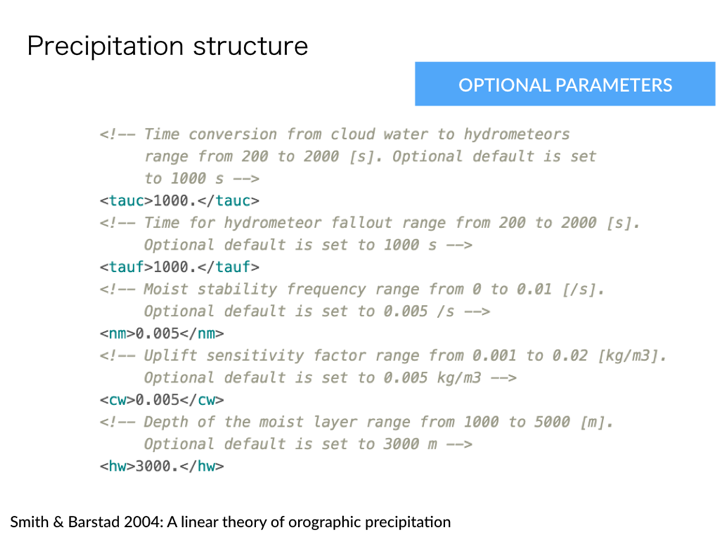 Precipitation structure
OPTIONAL PARAMETERS
<!-- Time conversion from cloud water to hydrometeors
range from 200 to 2000 [s]. Optional default is set
to 1000 s -->
<tauc>1000.</tauc>
<!-- Time for hydrometeor fallout range from 200 to 2000 [s].
Optional default is set to 1000 s -->
<tauf>1000.</tauf>
<!-- Moist stability frequency range from 0 to 0.01 [/s].
Optional default is set to 0.005 /s -->
<nm>0.005</nm>
<!-- Uplift sensitivity factor range from 0.001 to 0.02 [kg/m3].
Optional default is set to 0.005 kg/m3 -->
<cw>0.005</cw>
<!-- Depth of the moist layer range from 1000 to 5000 [m].
Optional default is set to 3000 m -->
<hw>3000.</hw>
Smith & Barstad 2004: A linear theory of orographic precipitation